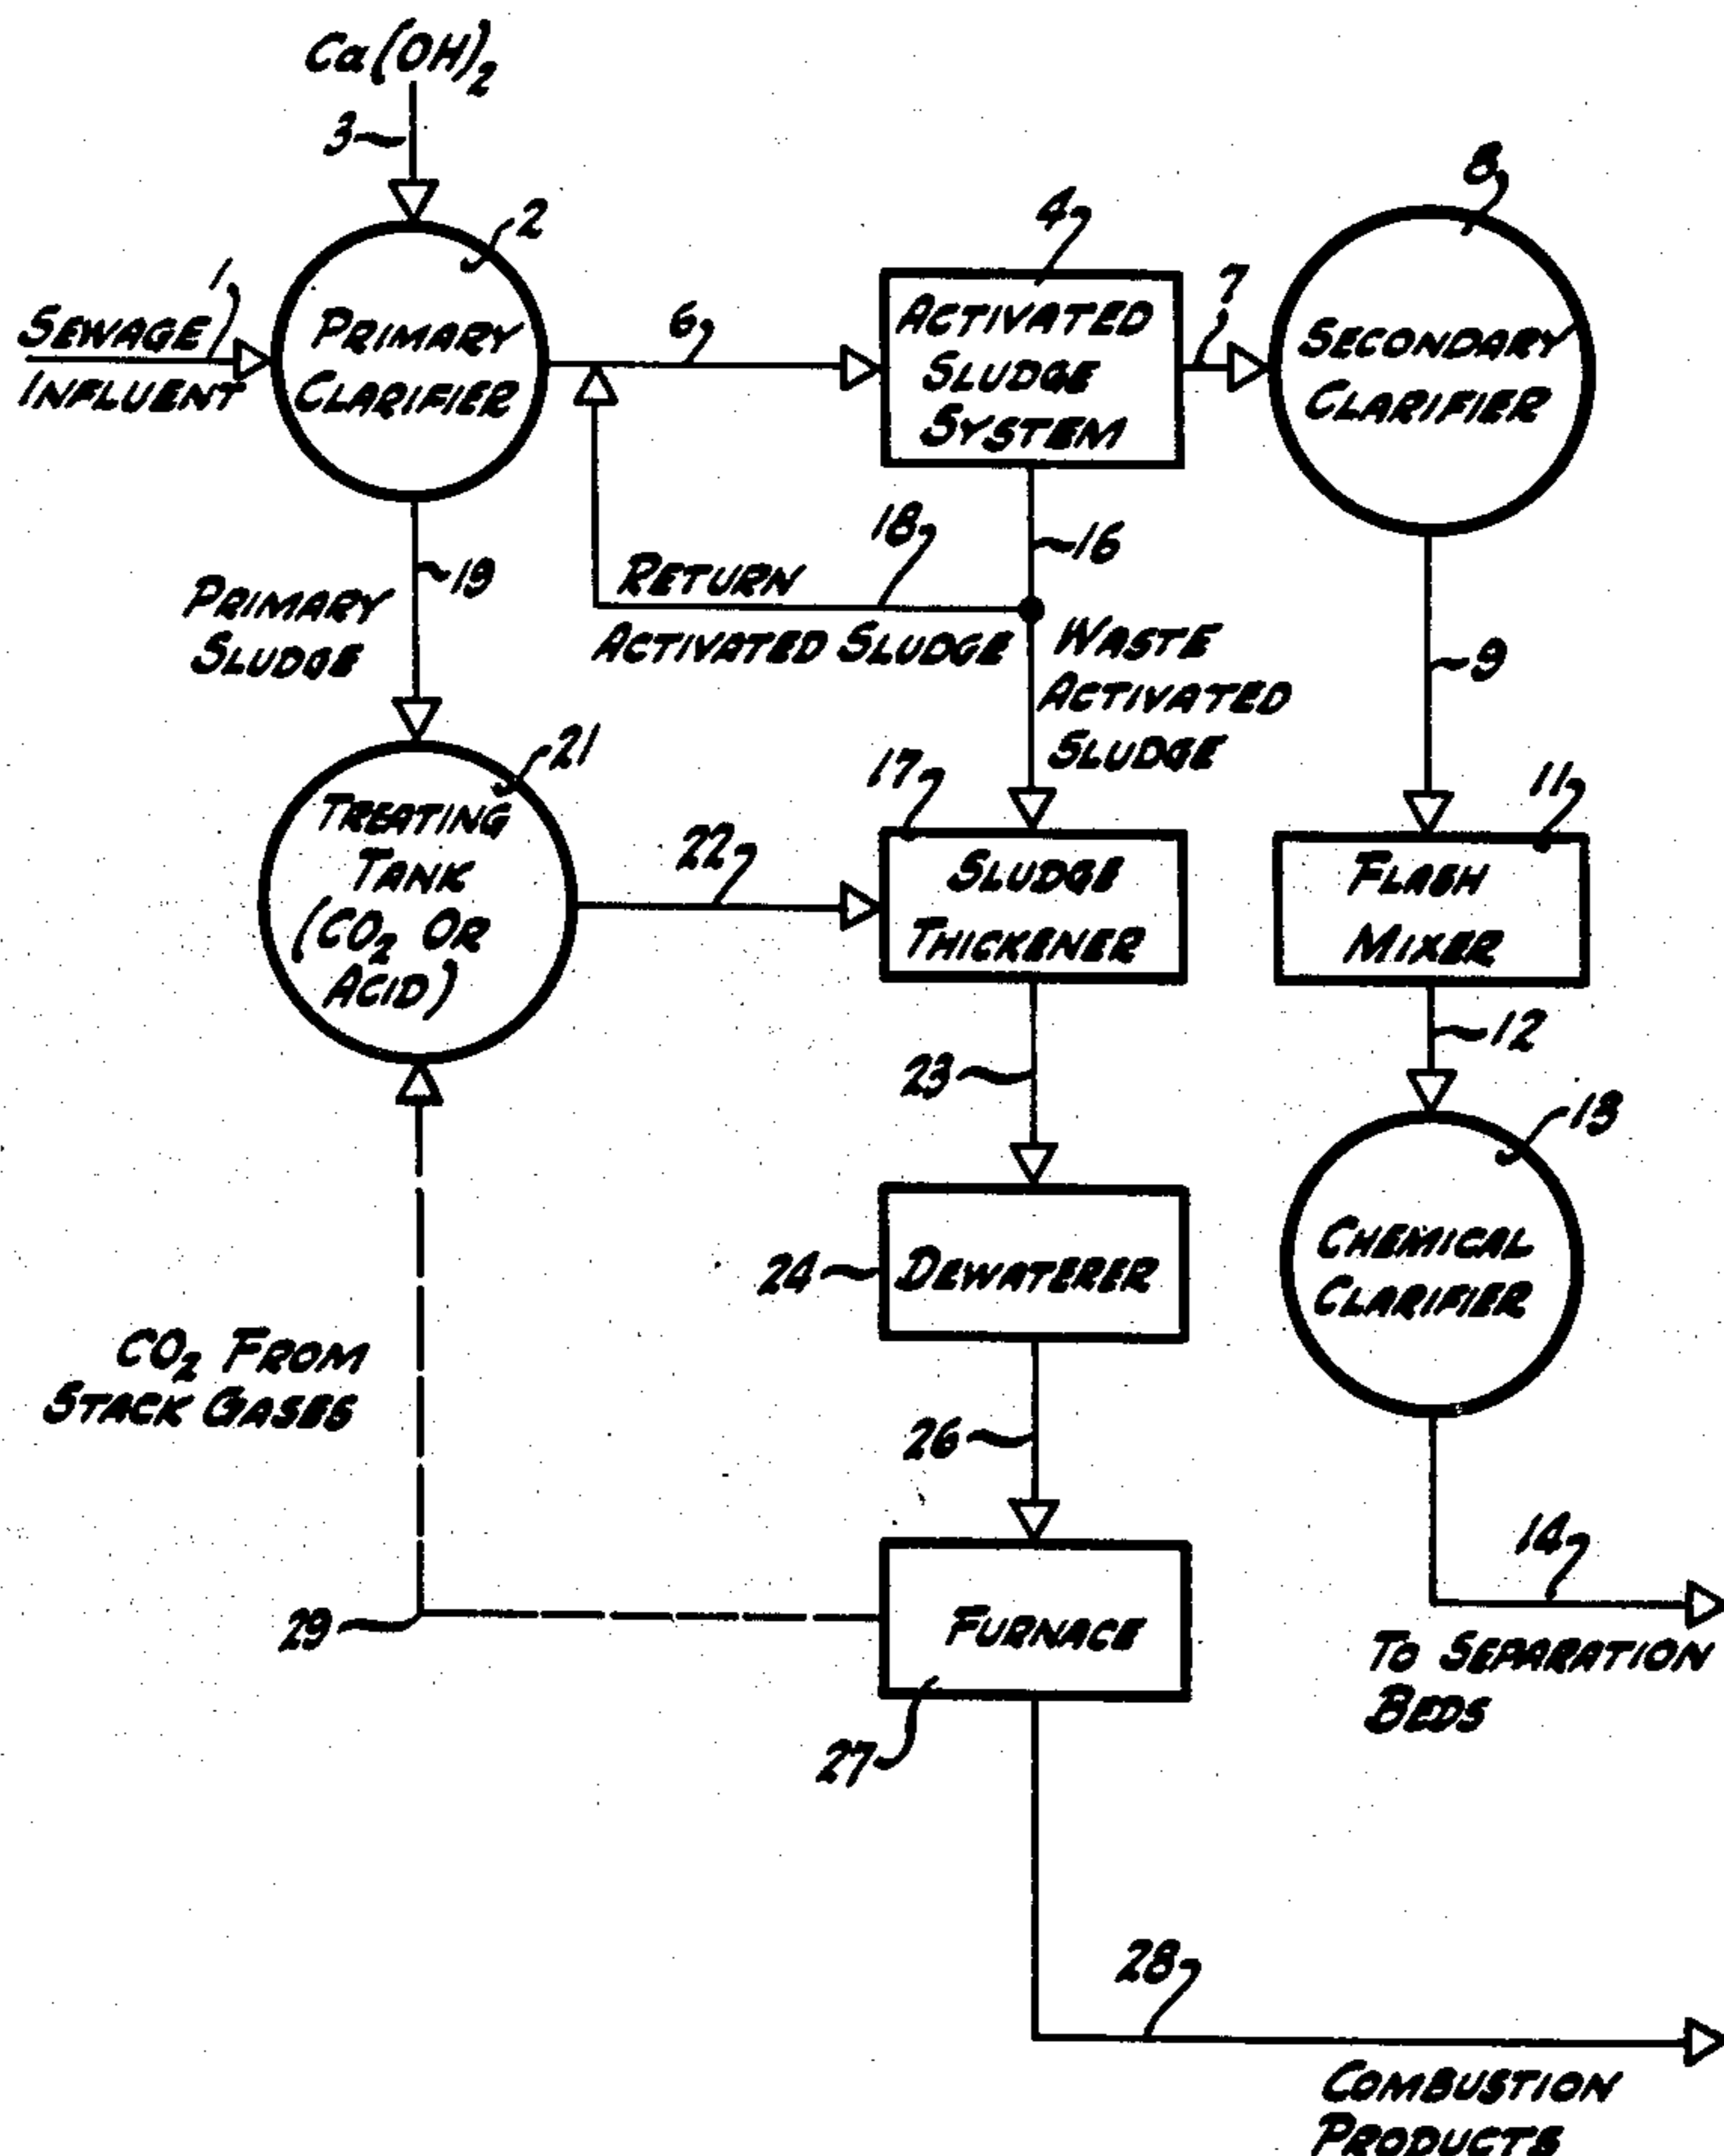 Ca(OH)2
3
2
1
SEWAGE
INFLUENT
PRIMARY
CLARIFIER
6
4
ACTIVATED
SLUDGE
SYSTEM
7
8
SECONDARY
CLARIFIER
19
PRIMARY
SLUDGE
18
RETURN
ACTIVATED SLUDGE
16
WASTE
ACTIVATED
SLUDGE
9
21
TREATING
TANK
(CO2 OR
ACID)
22
17
SLUDGE
THICKENER
11
FLASH
MIXER
12
23
13
CHEMICAL
CLARIFIER
24
DEWATERER
CO2 FROM
STACK GASES
26
14
TO SEPARATION
BEDS
29
FURNACE
27
28
COMBUSTION
PRODUCTS